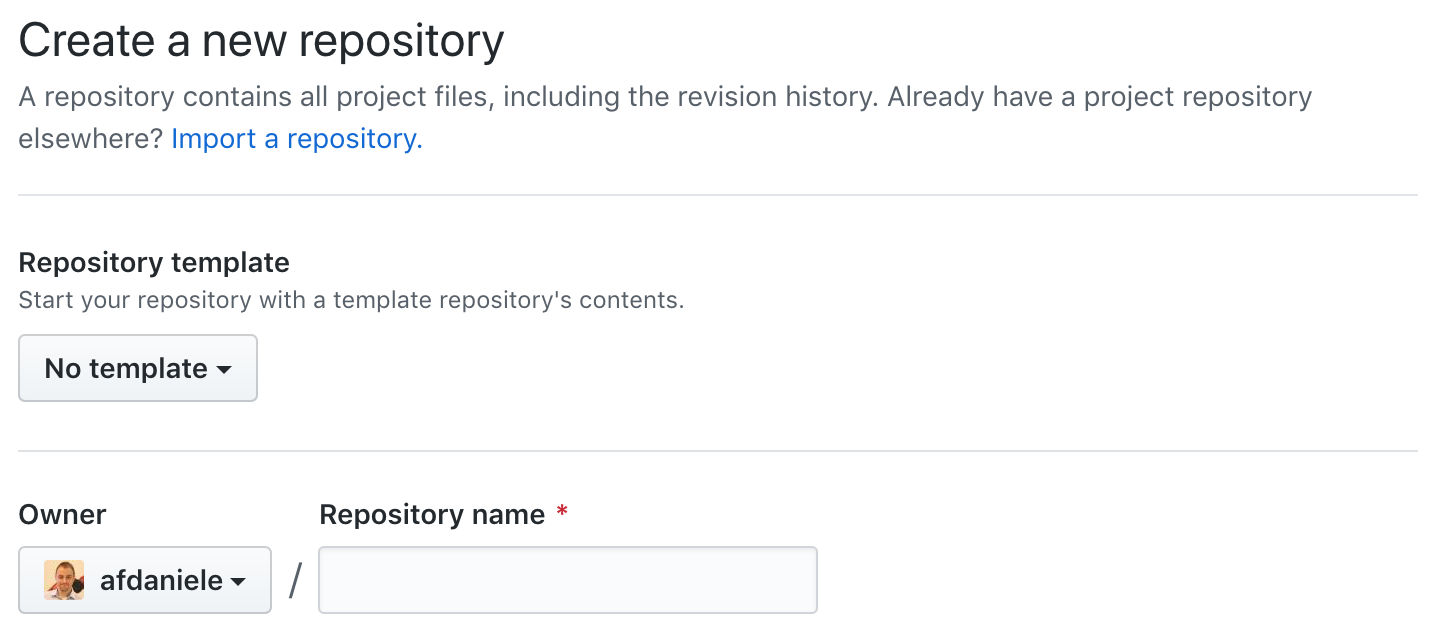 Create a new repository
A repository contains all project files, including the revision history. Already have a project repository
elsewhere? Import a repository.
Repository template
Start your repository with a template repository's contents.
No template
Owner
Repository name *
afdaniele /